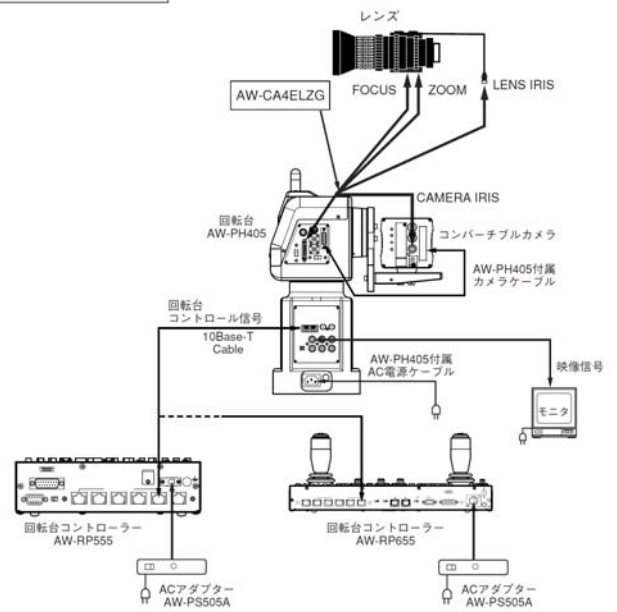 レンズ
FOCUS
ZOOM
LENS IRIS
AW-CA4ELZG
CAMERA IRIS
回転台
AW-PH405
コンバーチブルカメラ
AW-PH405付属
カメラケーブル
回転台
コントロール信号
10Base-T
Cable
AW-PH405付属
AC電源ケーブル
映像信号
モニタ
回転台コントローラー
AW-RP555
回転台コントローラー
AW-RP655
ACアダプター
AW-PS505A
ACアダプター
AW-PS505A